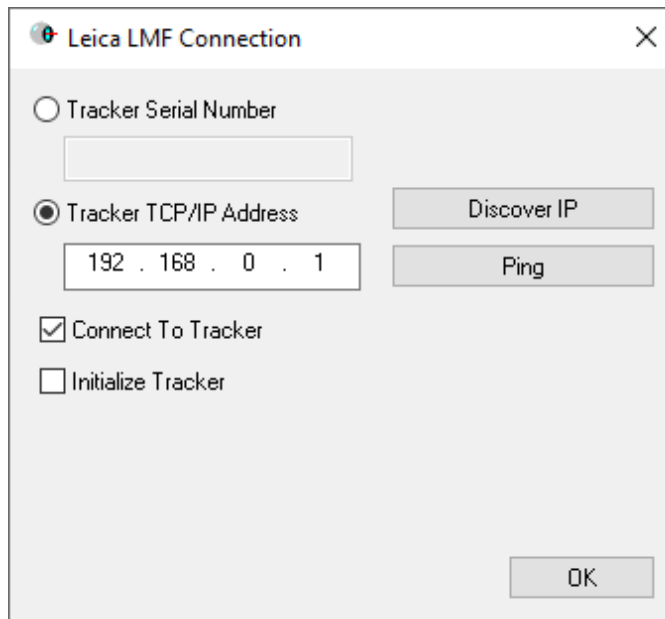 Leica LMF Connection
Tracker Serial Number
Tracker TCP/IP Address
Discover IP
192 . 168 . 0 . 1
Ping
Connect To Tracker
Initialize Tracker
OK